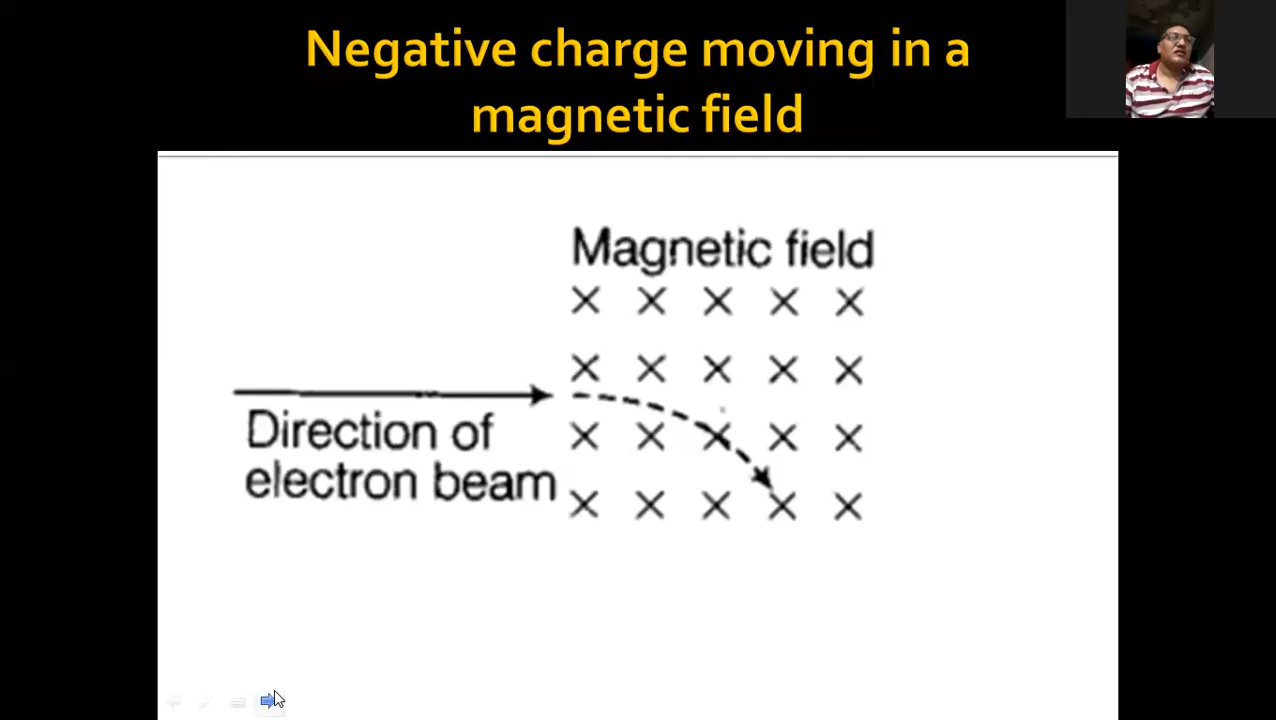 Negative charge moving in a
magnetic field
Magnetic field
× × × × ×
× × × × ×
Direction of
× × × × ×
electron beam
× × × × ×